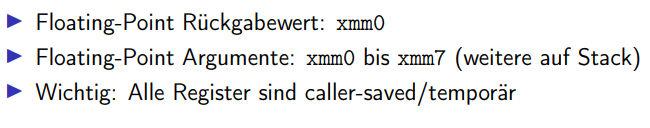 ▶ Floating-Point Rückgabewert: xmm0
▶ Floating-Point Argumente: xmm0 bis xmm7 (weitere auf Stack)
▶ Wichtig: Alle Register sind caller-saved/temporär